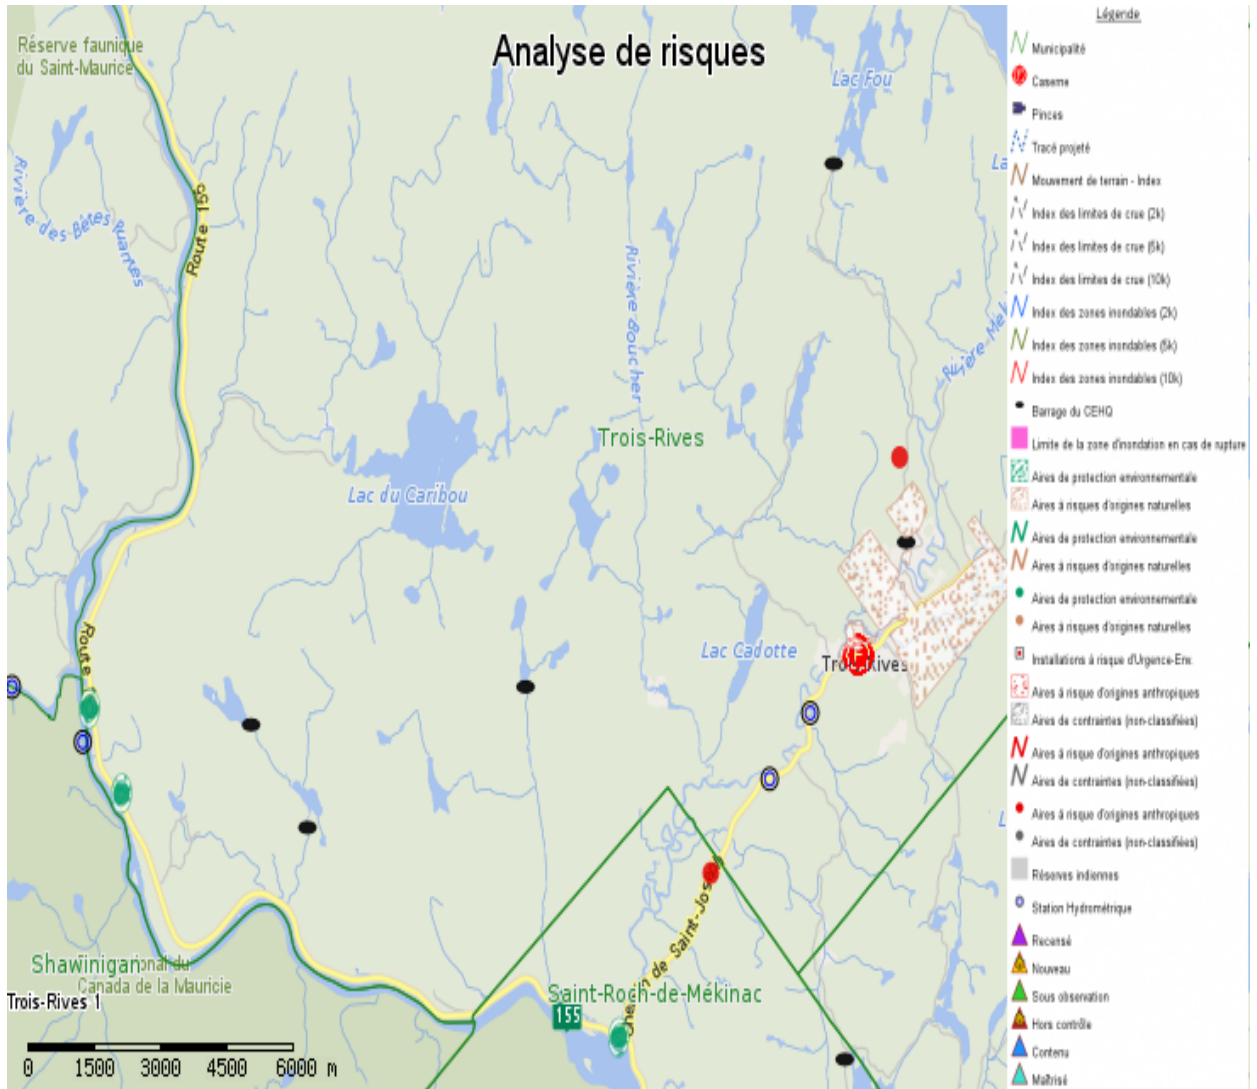 Analyse de risques
Réserve faunique
du Saint-Maurice
Lac Fou
La
Rivière des Bêtes Puantes
Route 155
Rivière Boucher
Rivière Mék
Trois-Rives
Lac du Caribou
Lac Cadotte
Route
Chemin de Saint-Jos
Shawinigan
onal du
Canada de la Mauricie
Saint-Roch-de-Mékinac
155
Trois-Rives 1
0 1500 3000 4500 6000 m
Légende
Municipalité
Caserne
Pinces
Tracé projeté
Mouvement de terrain - Index
Index des limites de crue (2k)
Index des limites de crue (5k)
Index des limites de crue (10k)
Index des zones inondables (2k)
Index des zones inondables (5k)
Index des zones inondables (10k)
Barrage du CEHQ
Limite de la zone d'inondation en cas de rupture
Aires de protection environnementale
Aires à risques d'origines naturelles
Aires de protection environnementale
Aires à risques d'origines naturelles
Aires de protection environnementale
Aires à risques d'origines naturelles
Installations à risque d'Urgence-Env.
Aires à risque d'origines anthropiques
Aires de contraintes (non-classifiées)
Aires à risque d'origines anthropiques
Aires de contraintes (non-classifiées)
Aires à risque d'origines anthropiques
Aires de contraintes (non-classifiées)
Réserves indiennes
Station Hydrométrique
Recensé
Nouveau
Sous observation
Hors contrôle
Contenu
Maîtrisé